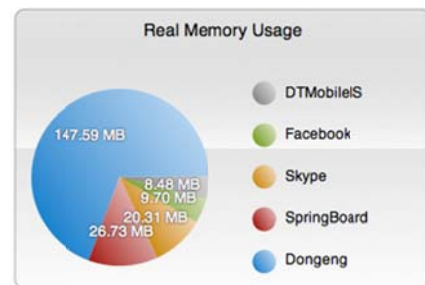 Real Memory Usage
DTMobileIS
147.59 MB
Facebook
8.48 MB
Skype
9.70 MB
20.31 MB
SpringBoard
26.73 MB
Dongeng